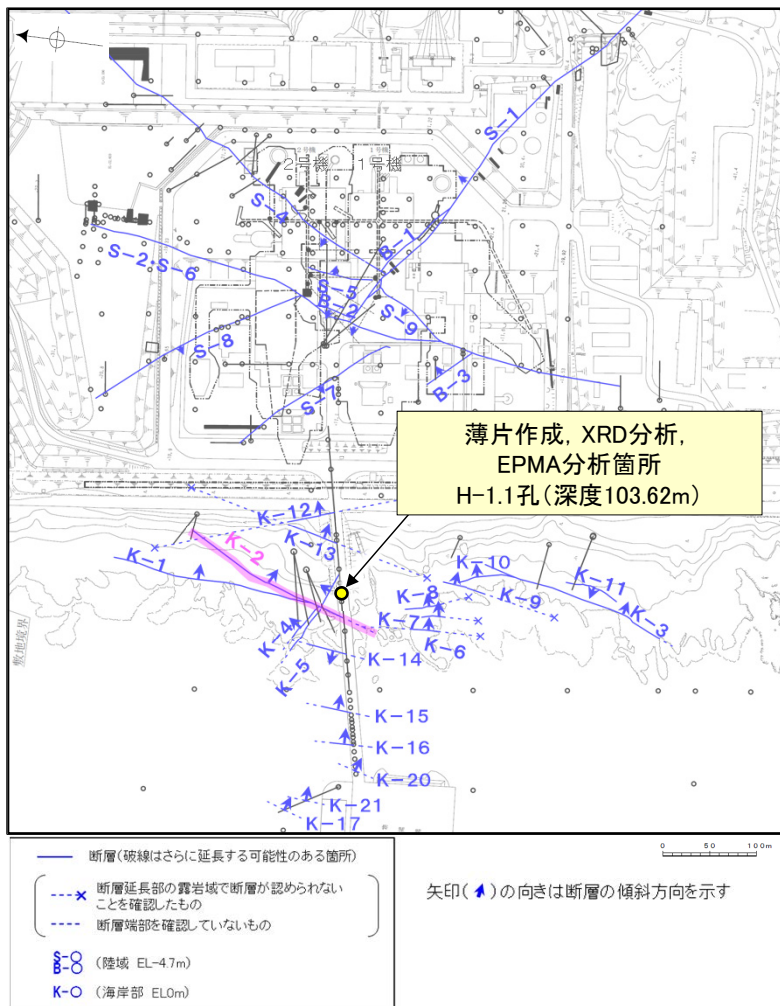 2号機
1号機
S-1
S-4
B-1
S-2・S-6
S-5
B-2
S-9
S-8
B-3
S-7
薄片作成, XRD分析,
EPMA分析箇所
H-1.1孔(深度103.62m)
K-12
K-13
K-2
K-1
K-10
K-11
K-8
K-9
K-3
K-7
K-6
K-4
K-5
K-14
敷地境界
K-15
K-16
K-20
K-21
K-17
0 50 100m
断層(破線はさらに延長する可能性のある箇所)
断層延長部の露岩域で断層が認められない
ことを確認したもの
断層端部を確認していないもの
矢印( )の向きは断層の傾斜方向を示す
S-○
B-○ (陸域 EL-4.7m)
K-○ (海岸部 EL0m)